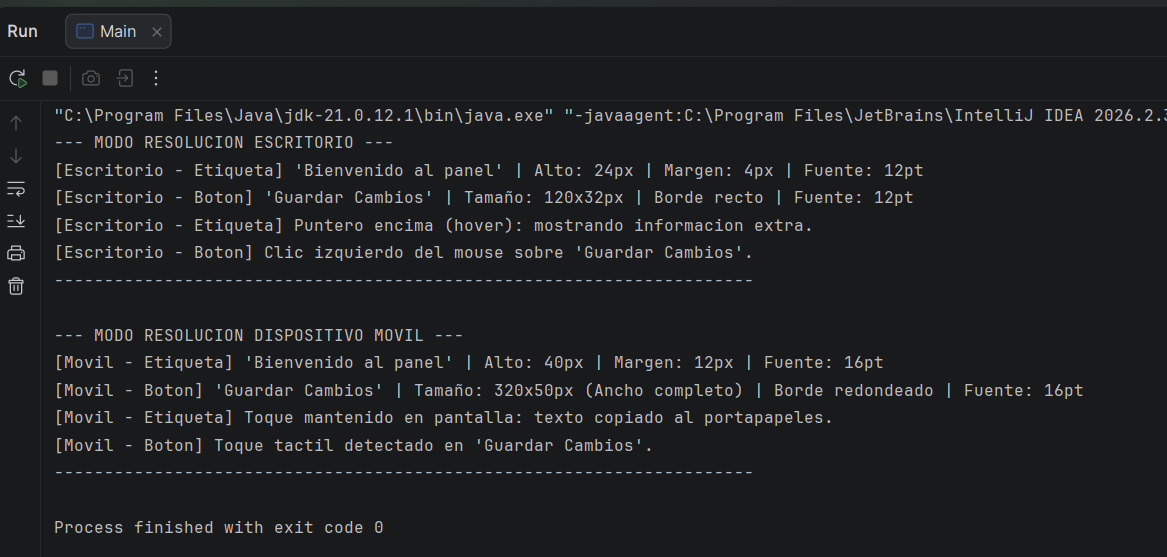 Run
Main
"C:\Program Files\Java\jdk-21.0.12.1\bin\java.exe" "-javaagent:C:\Program Files\JetBrains\IntelliJ IDEA 2026.2.3
--- MODO RESOLUCION ESCRITORIO ---
[Escritorio - Etiqueta] 'Bienvenido al panel' | Alto: 24px | Margen: 4px | Fuente: 12pt
[Escritorio - Boton] 'Guardar Cambios' | Tamaño: 120x32px | Borde recto | Fuente: 12pt
[Escritorio - Etiqueta] Puntero encima (hover): mostrando informacion extra.
[Escritorio - Boton] Clic izquierdo del mouse sobre 'Guardar Cambios'.
----------------------------------------------------------------------
--- MODO RESOLUCION DISPOSITIVO MOVIL ---
[Movil - Etiqueta] 'Bienvenido al panel' | Alto: 40px | Margen: 12px | Fuente: 16pt
[Movil - Boton] 'Guardar Cambios' | Tamaño: 320x50px (Ancho completo) | Borde redondeado | Fuente: 16pt
[Movil - Etiqueta] Toque mantenido en pantalla: texto copiado al portapapeles.
[Movil - Boton] Toque tactil detectado en 'Guardar Cambios'.
----------------------------------------------------------------------
Process finished with exit code 0